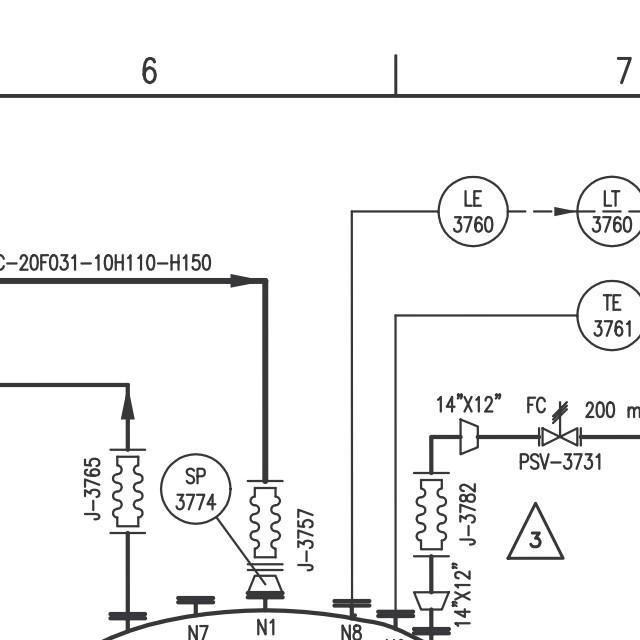 6
7
LE
3760
LT
3760
C-20F031-10H110-H150
TE
3761
14"X12"
FC
200 m
PSV-3731
J-3765
SP
3774
J-3757
J-3782
3
14"X12"
N7
N1
N8